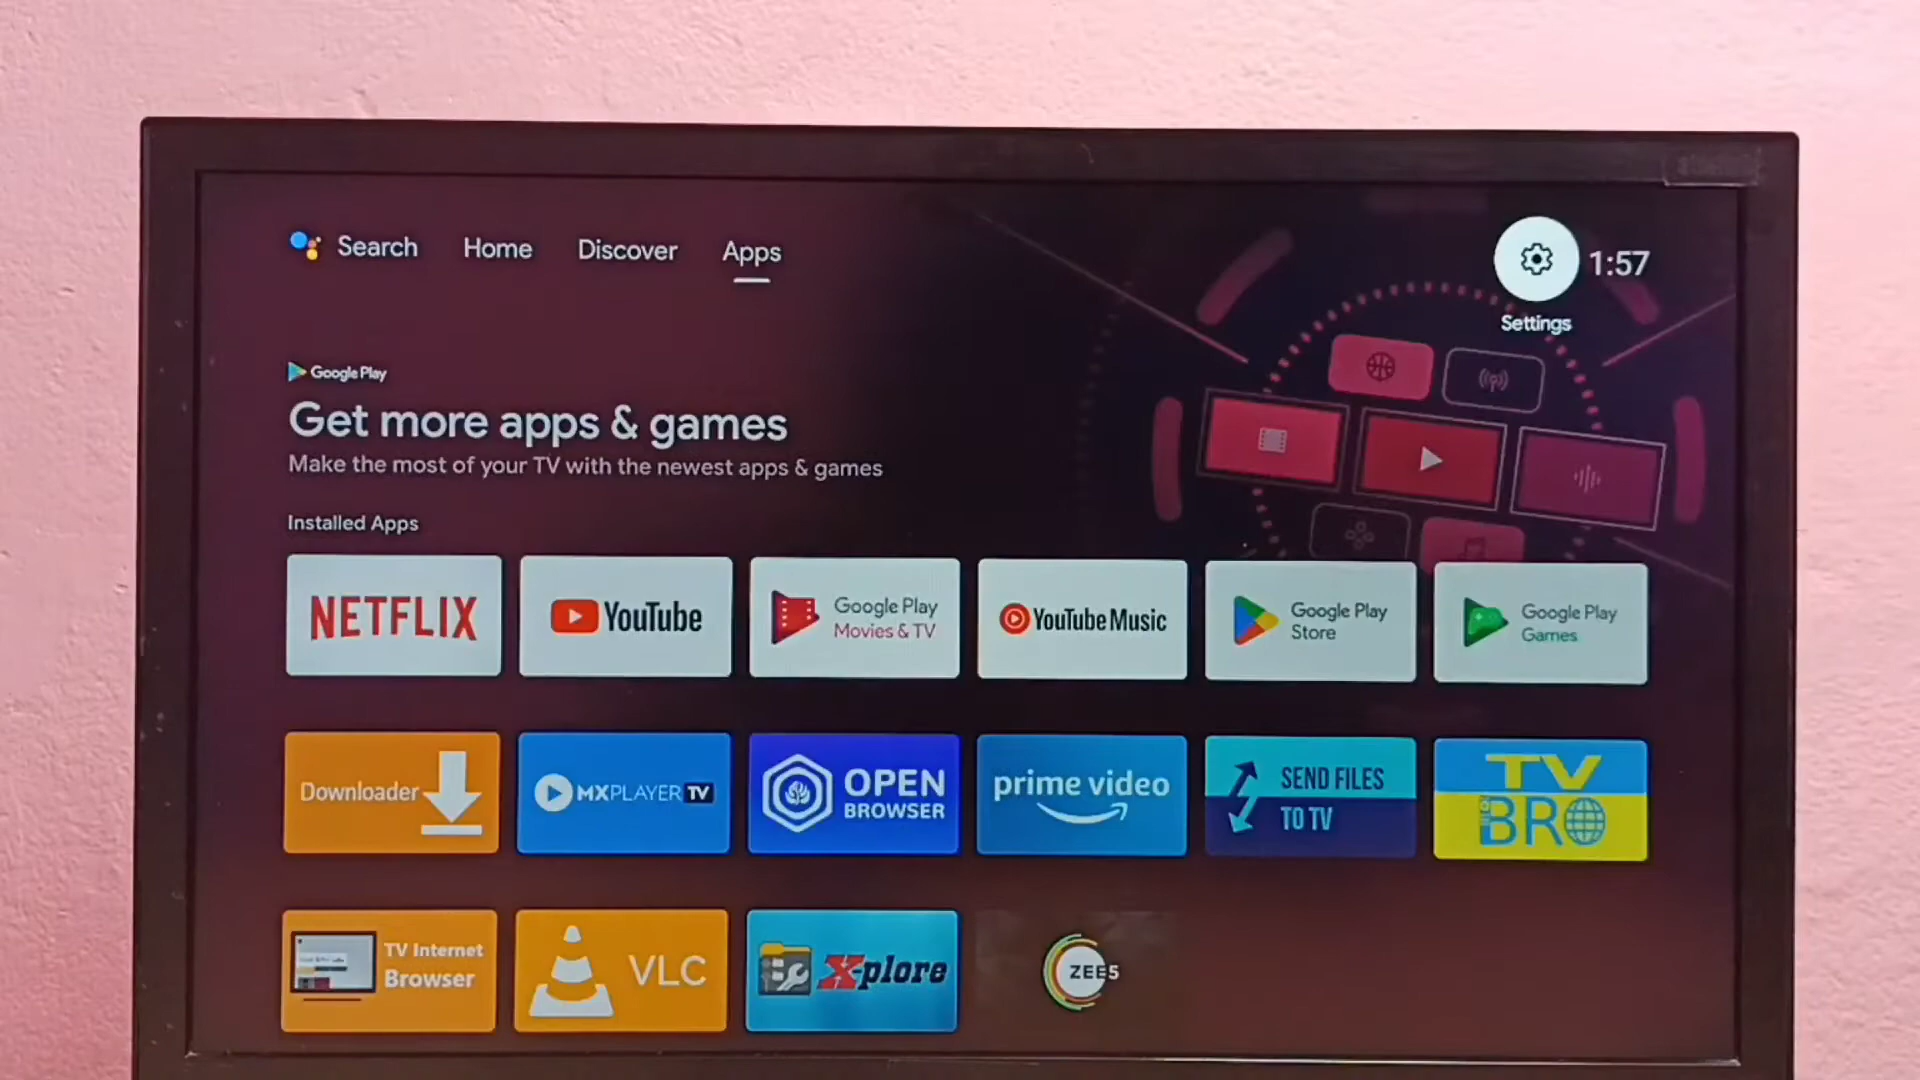 Search Home Discover Apps
1:57
Settings
Google Play
Get more apps & games
Make the most of your TV with the newest apps & games
Installed Apps
NETFLIX
YouTube
Google Play
Movies & TV
YouTube Music
Google Play
Store
Google Play
Games
Downloader
MXPLAYER TV
OPEN
BROWSER
prime video
SEND FILES
TO TV
TV
BRO
TV Internet
Browser
VLC
X-plore
ZEE5